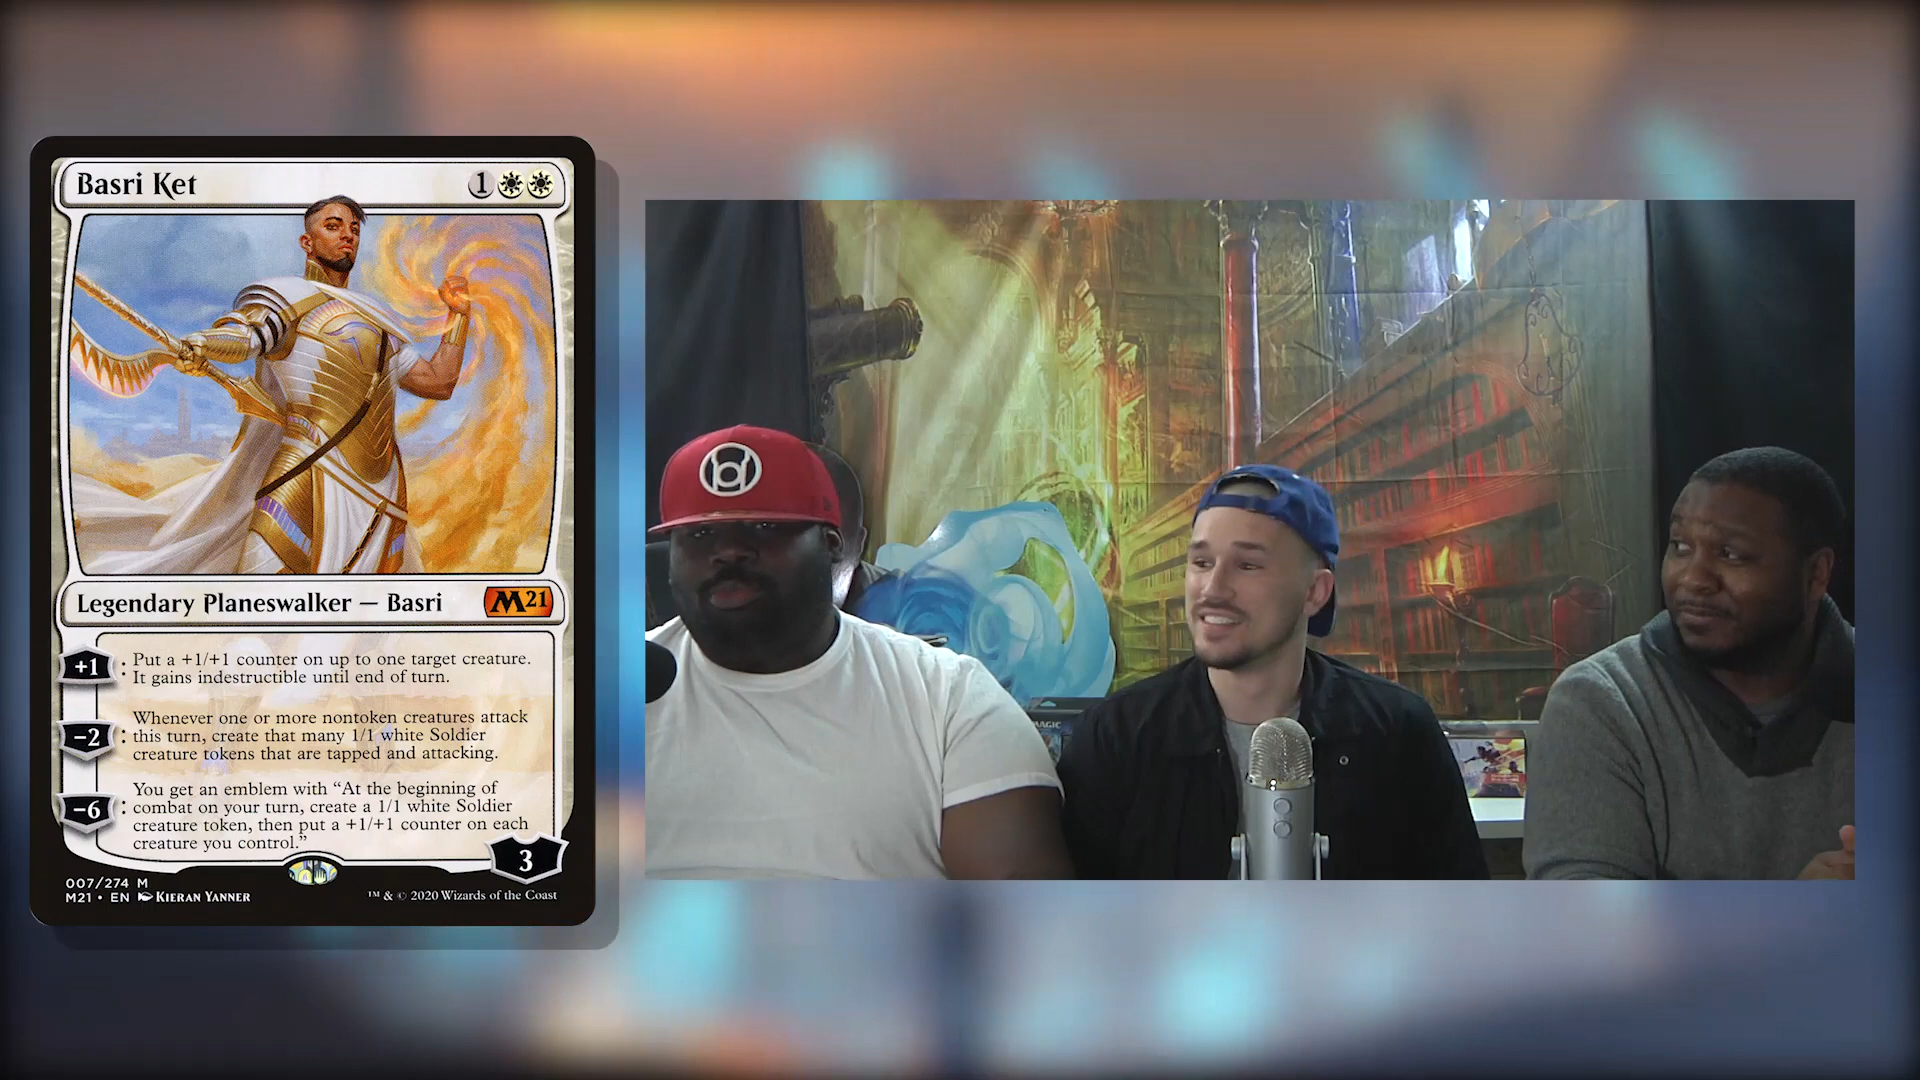 Basri Ket 1
Legendary Planeswalker — Basri M21
+1 : Put a +1/+1 counter on up to one target creature.
It gains indestructible until end of turn.
−2 : Whenever one or more nontoken creatures attack
this turn, create that many 1/1 white Soldier
creature tokens that are tapped and attacking.
−6 : You get an emblem with “At the beginning of
combat on your turn, create a 1/1 white Soldier
creature token, then put a +1/+1 counter on each
creature you control.”
3
007/274 M
M21 • EN KIERAN YANNER
™ & © 2020 Wizards of the Coast
MAGIC